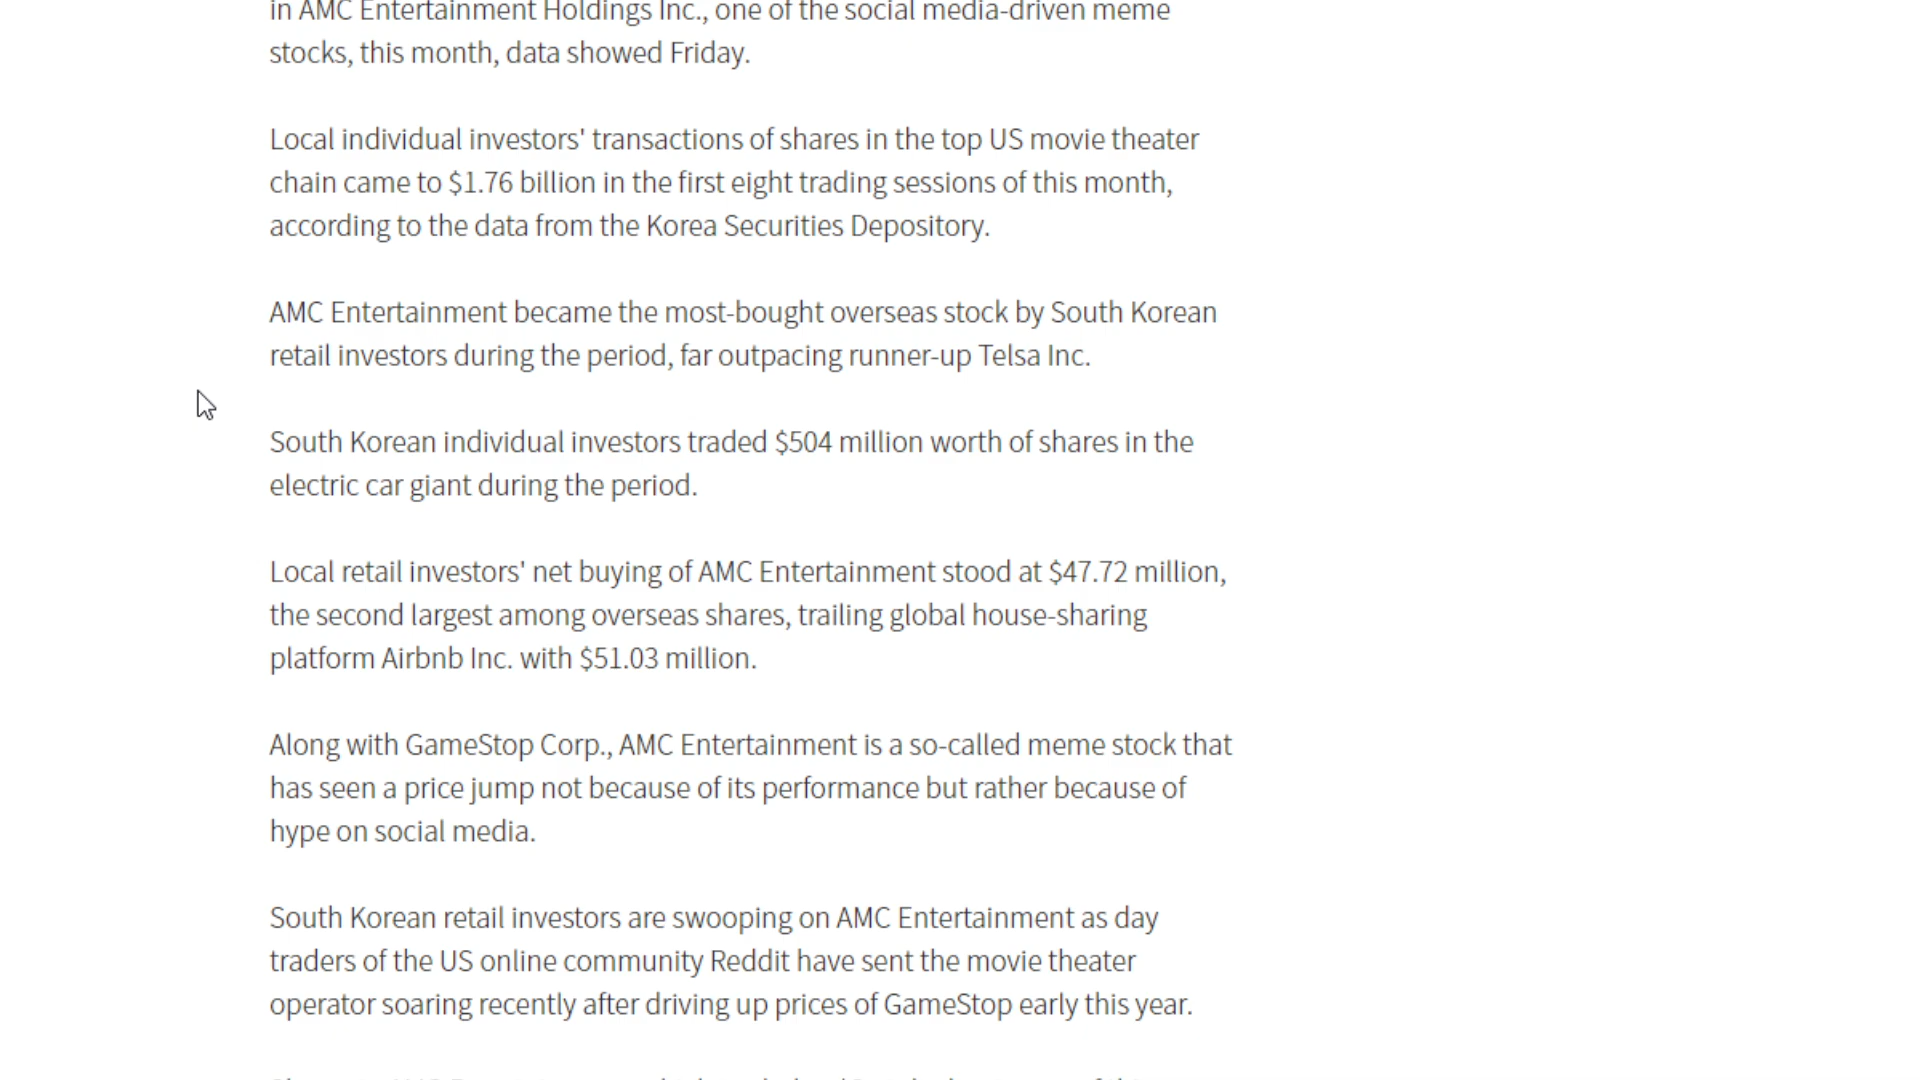 in AMC Entertainment Holdings Inc., one of the social media-driven meme
stocks, this month, data showed Friday.
Local individual investors' transactions of shares in the top US movie theater
chain came to $1.76 billion in the first eight trading sessions of this month,
according to the data from the Korea Securities Depository.
AMC Entertainment became the most-bought overseas stock by South Korean
retail investors during the period, far outpacing runner-up Telsa Inc.
South Korean individual investors traded $504 million worth of shares in the
electric car giant during the period.
Local retail investors' net buying of AMC Entertainment stood at $47.72 million,
the second largest among overseas shares, trailing global house-sharing
platform Airbnb Inc. with $51.03 million.
Along with GameStop Corp., AMC Entertainment is a so-called meme stock that
has seen a price jump not because of its performance but rather because of
hype on social media.
South Korean retail investors are swooping on AMC Entertainment as day
traders of the US online community Reddit have sent the movie theater
operator soaring recently after driving up prices of GameStop early this year.